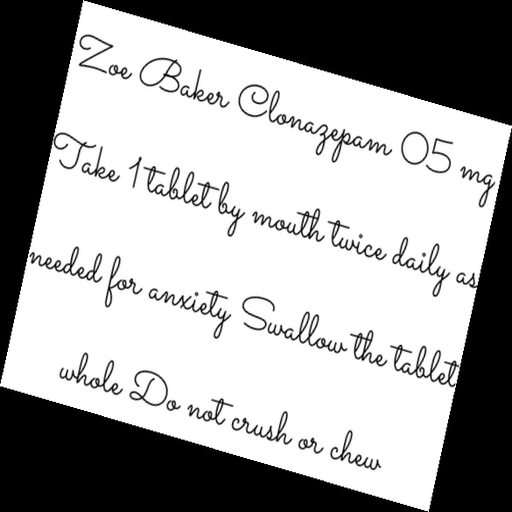 Zoe Baker Clonazepam 05 mg
Take 1 tablet by mouth twice daily as
needed for anxiety Swallow the tablet
whole Do not crush or chew